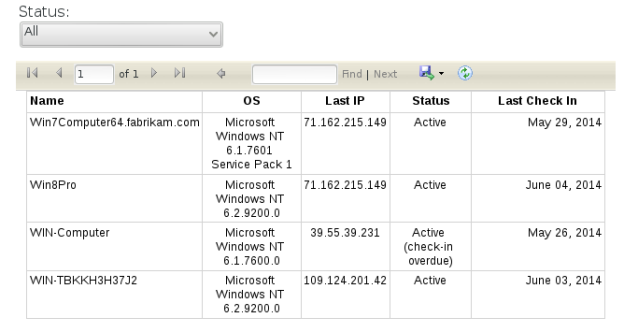 Status:
All
1 of 1 Find | Next
Name OS Last IP Status Last Check In
Win7Computer64.fabrikam.com Microsoft 71.162.215.149 Active May 29, 2014
Windows NT
6.1.7601
Service Pack 1
Win8Pro Microsoft 71.162.215.149 Active June 04, 2014
Windows NT
6.2.9200.0
WIN-Computer Microsoft 39.55.39.231 Active May 26, 2014
Windows NT (check-in
6.1.7600.0 overdue)
WIN-TBKKH3H37J2 Microsoft 109.124.201.42 Active June 03, 2014
Windows NT
6.2.9200.0